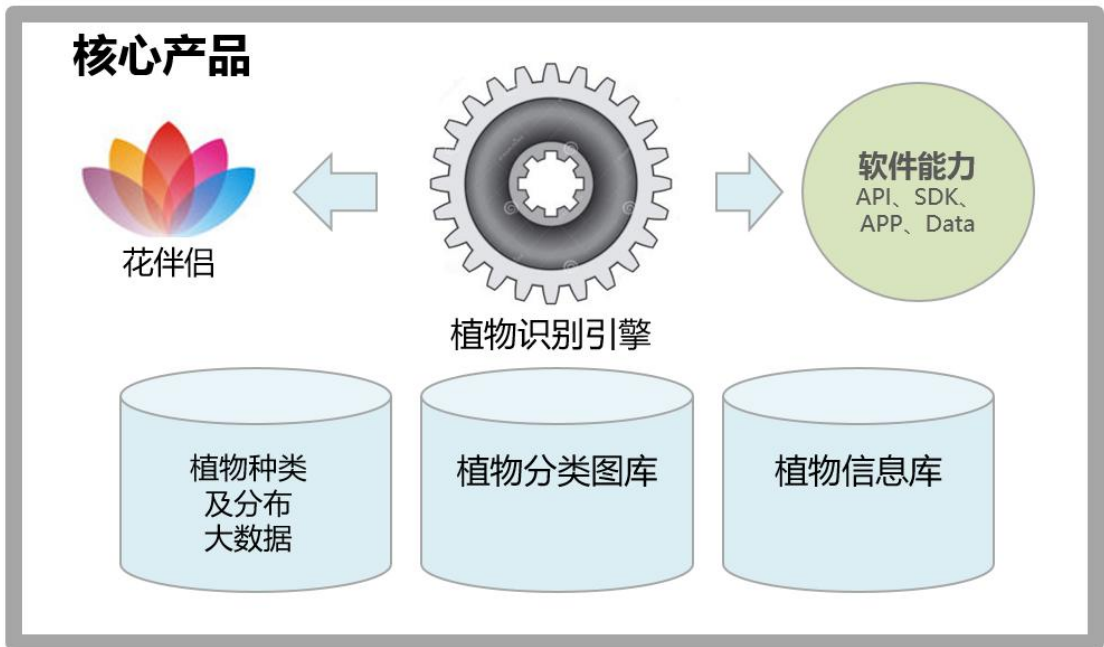 核心产品
花伴侣
植物识别引擎
软件能力
API、SDK、
APP、Data
植物种类
及分布
大数据
植物分类图库
植物信息库